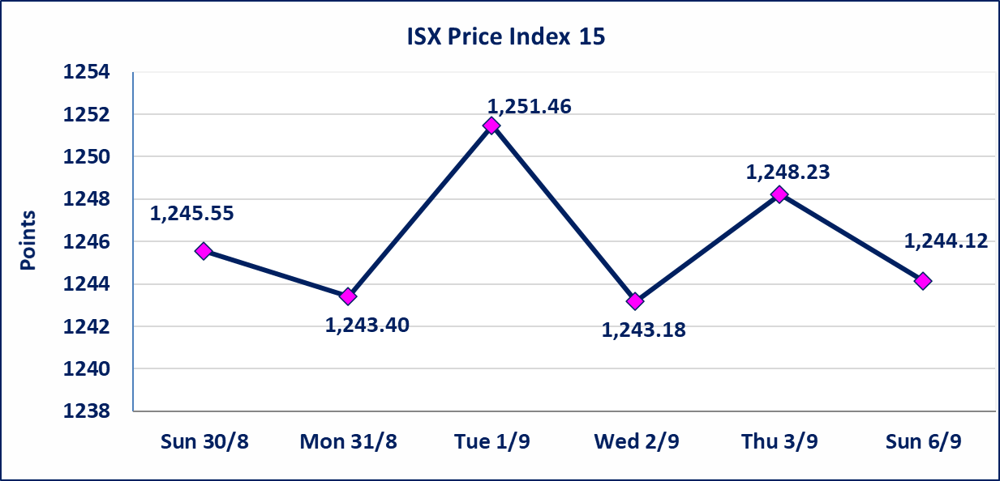 ISX Price Index 15
1254
1252
1250
1248
1246
1244
1242
1240
1238
Points
1,245.55
1,243.40
1,251.46
1,243.18
1,248.23
1,244.12
Sun 30/8
Mon 31/8
Tue 1/9
Wed 2/9
Thu 3/9
Sun 6/9